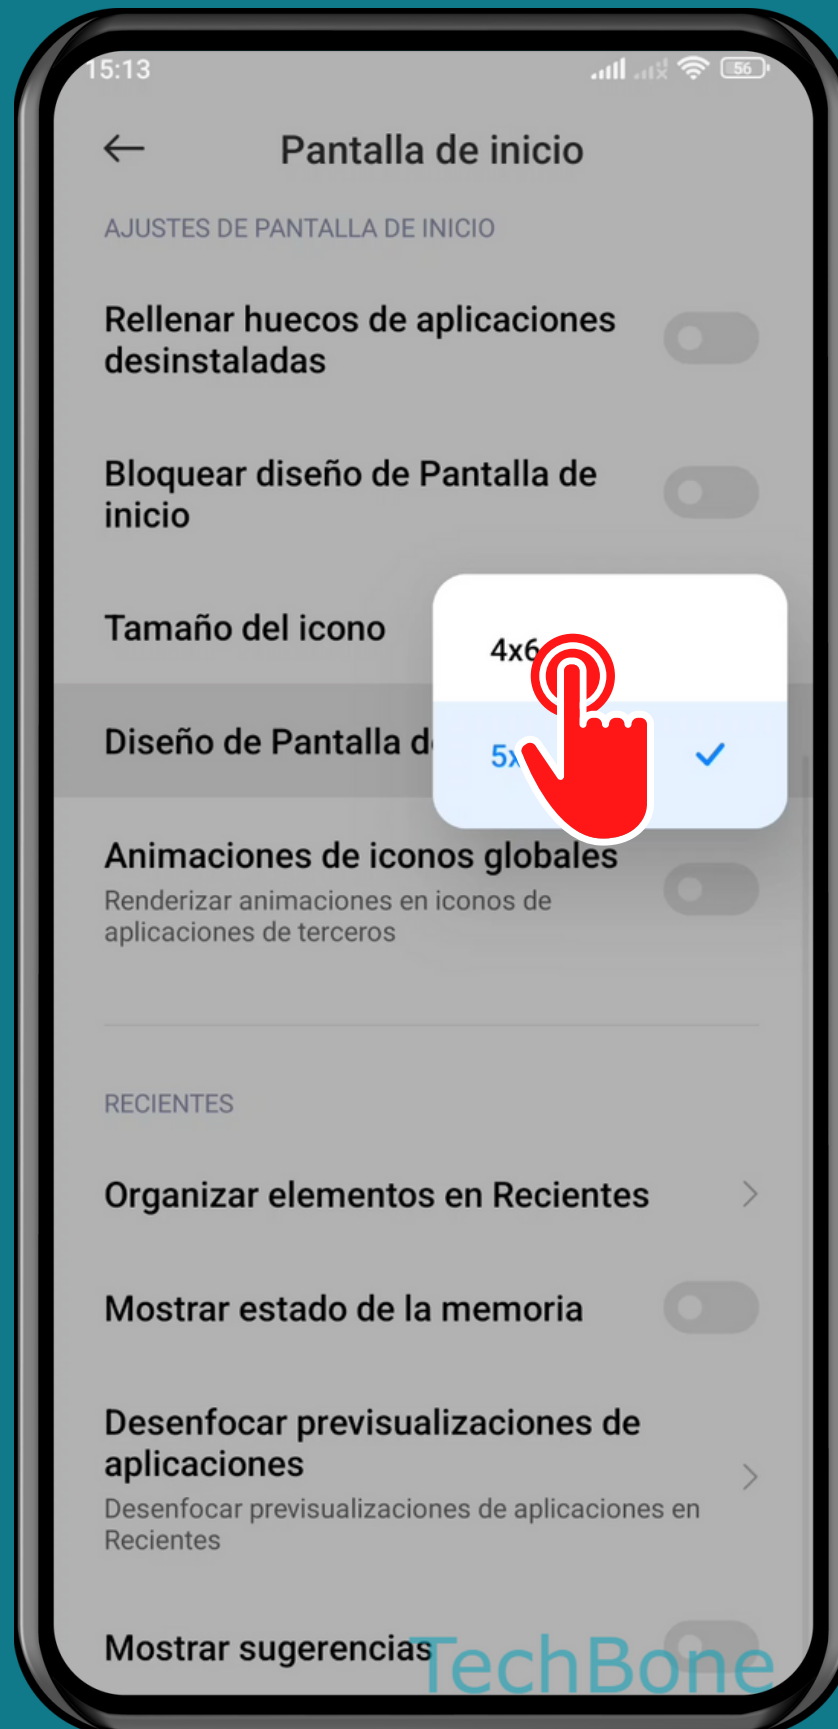 15:13
56
Pantalla de inicio
AJUSTES DE PANTALLA DE INICIO
Rellenar huecos de aplicaciones
desinstaladas
Bloquear diseño de Pantalla de
inicio
Tamaño del icono
4x6
Diseño de Pantalla d
5x
Animaciones de iconos globales
Renderizar animaciones en iconos de
aplicaciones de terceros
RECIENTES
Organizar elementos en Recientes
Mostrar estado de la memoria
Desenfocar previsualizaciones de
aplicaciones
Desenfocar previsualizaciones de aplicaciones en
Recientes
Mostrar sugerencias
TechBone